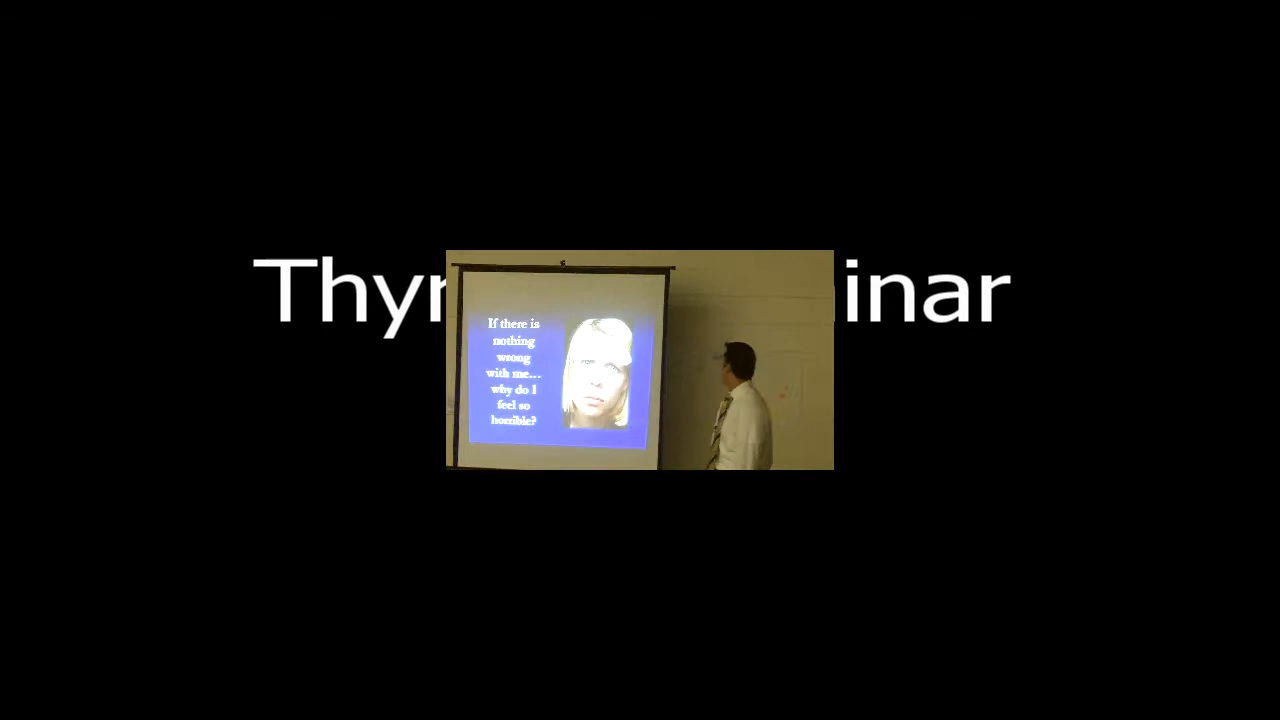 Thyr inar
If there is
nothing
wrong
with me...
why do I
feel so
horrible?